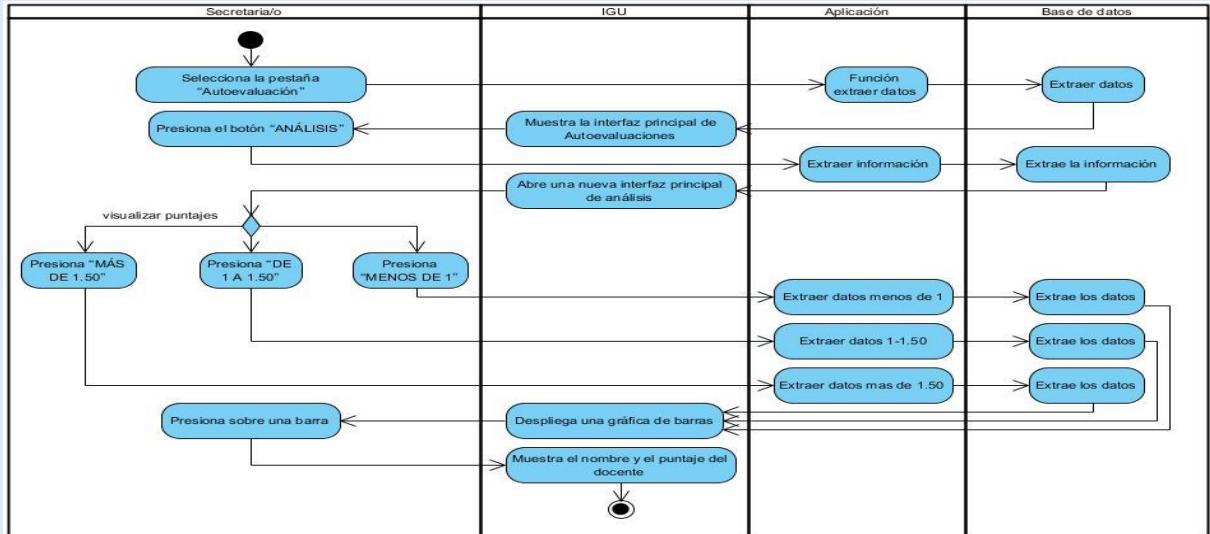 Secretaria/o
IGU
Aplicación
Base de datos
Selecciona la pestaña
"Autoevaluación"
Función
extraer datos
Extraer datos
Presiona el botón "ANÁLISIS"
Muestra la interfaz principal de
Autoevaluaciones
Extraer información
Extrae la información
Abre una nueva interfaz principal
de análisis
visualizar puntajes
Presiona "MÁS
DE 1.50"
Presiona "DE
1 A 1.50"
Presiona
"MENOS DE 1"
Extraer datos menos de 1
Extrae los datos
Extraer datos 1-1.50
Extrae los datos
Extraer datos mas de 1.50
Extrae los datos
Presiona sobre una barra
Despliega una gráfica de barras
Muestra el nombre y el puntaje del
docente